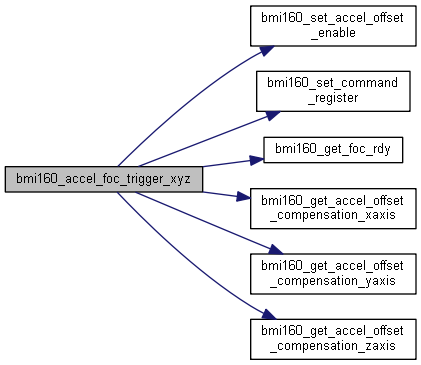 bmi160_set_accel_offset
_enable
bmi160_set_command
_register
bmi160_get_foc_rdy
bmi160_accel_foc_trigger_xyz
bmi160_get_accel_offset
_compensation_xaxis
bmi160_get_accel_offset
_compensation_yaxis
bmi160_get_accel_offset
_compensation_zaxis